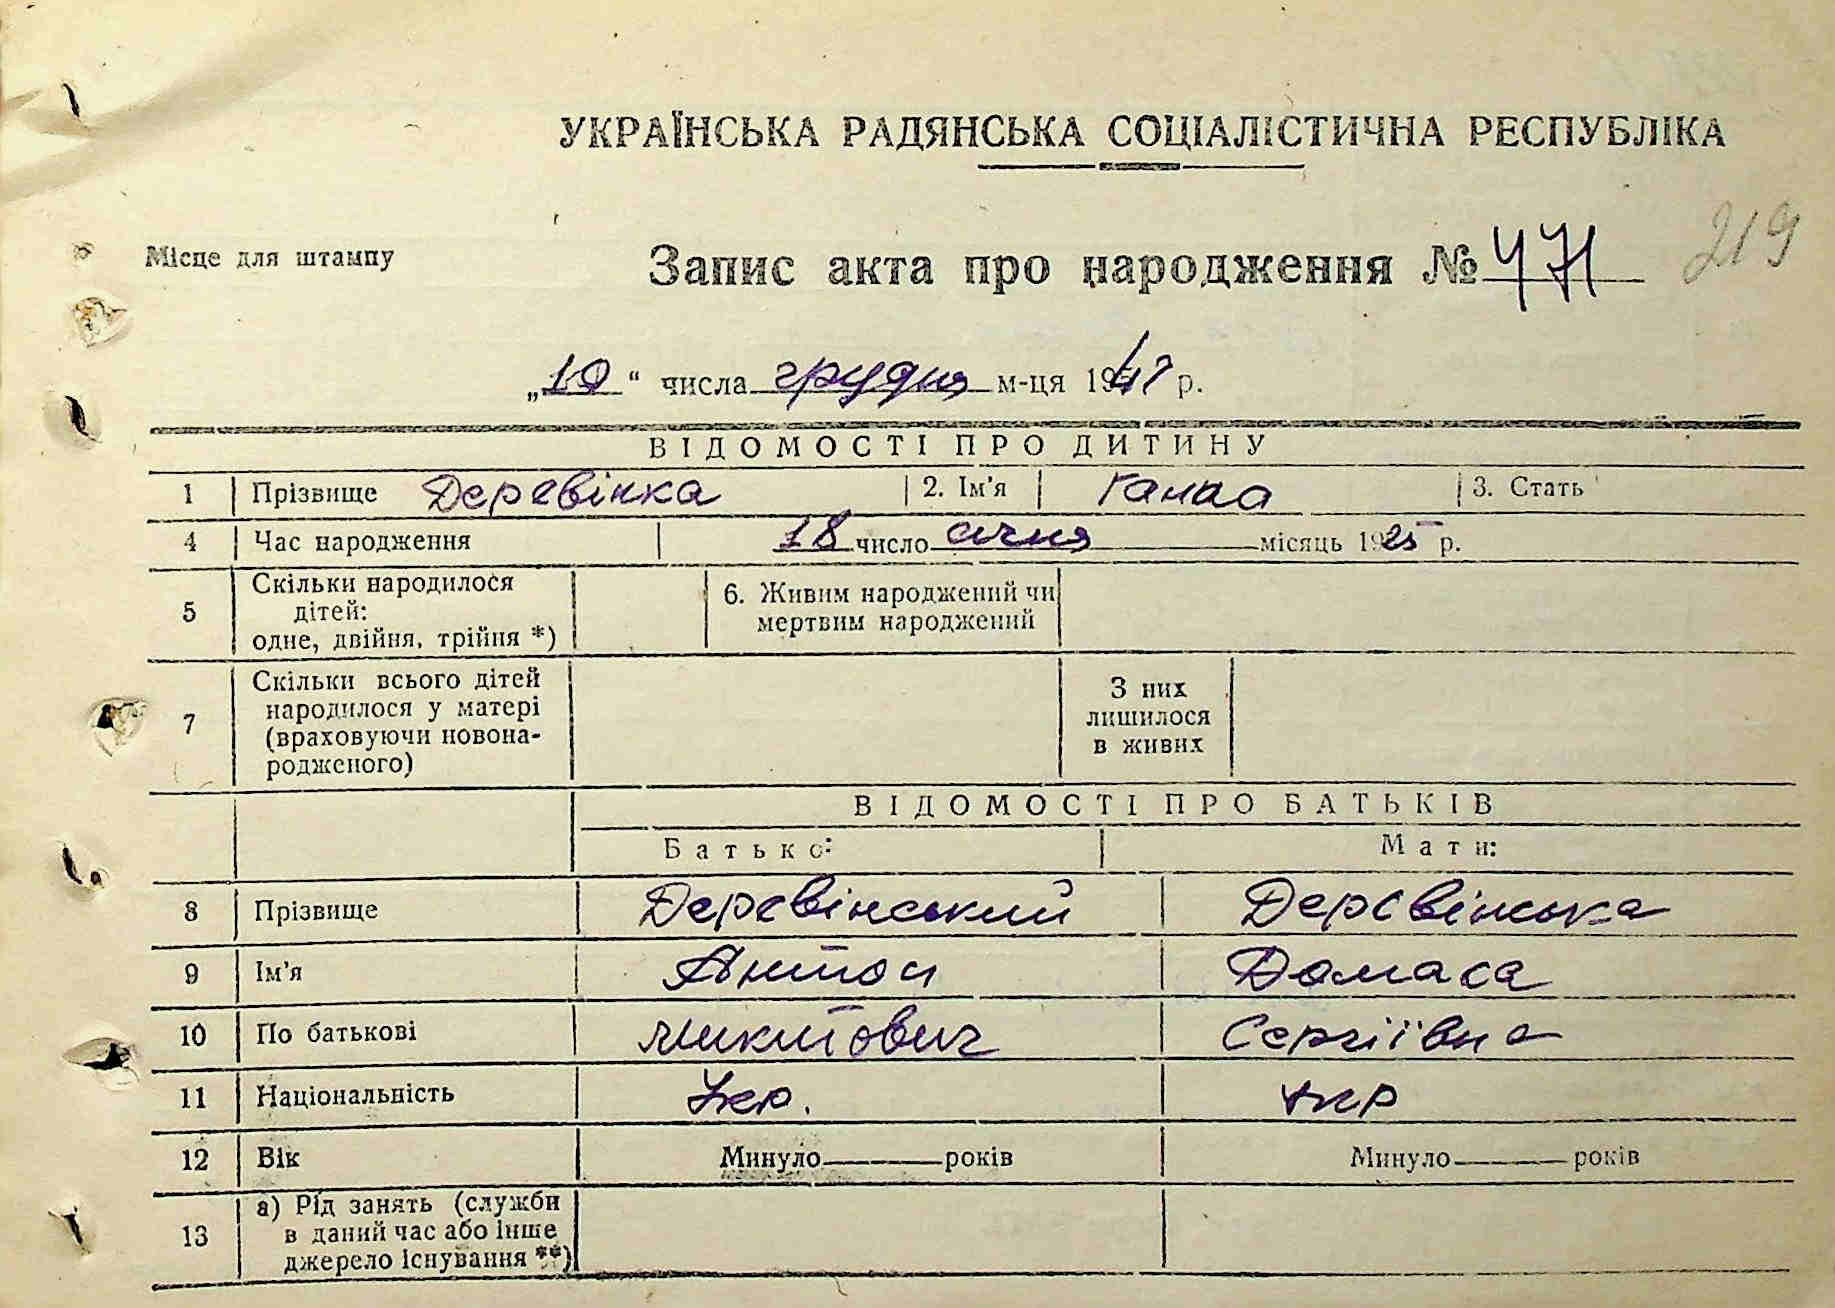 УКРАЇНСЬКА РАДЯНСЬКА СОЦІАЛІСТИЧНА РЕСПУБЛІКА
219
Місце для штампу
Запис акта про народження № 471
„10“ числа грудня м-ця 1947 р.
ВІДОМОСТІ ПРО ДИТИНУ
1 Прізвище Деревінка 2. Ім'я Ганна 3. Стать
4 Час народження 18 число січня місяць 1925 р.
5 Скільки народилося дітей: одне, двійня, трійня *) 6. Живим народжений чи мертвим народжений
7 Скільки всього дітей народилося у матері (враховуючи новонародженого) З них лишилося в живих
ВІДОМОСТІ ПРО БАТЬКІВ
Батько: Мати:
8 Прізвище Деревінський Деревінська
9 Ім'я Антон Домаса
10 По батькові Микитович Сергіївна
11 Національність Укр. укр
12 Вік Минуло років Минуло років
13 а) Рід занять (служби в даний час або інше джерело існування **)